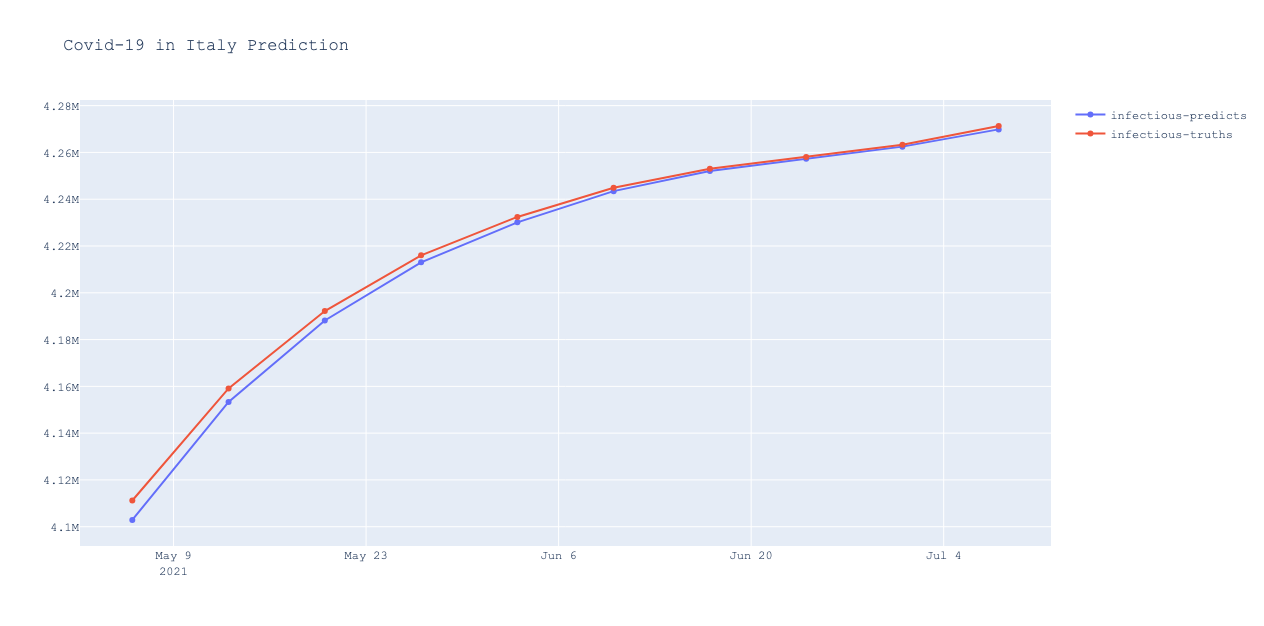 Covid-19 in Italy Prediction
4.28M
4.26M
4.24M
4.22M
4.2M
4.18M
4.16M
4.14M
4.12M
4.1M
May 9
2021
May 23
Jun 6
Jun 20
Jul 4
infectious-predicts
infectious-truths